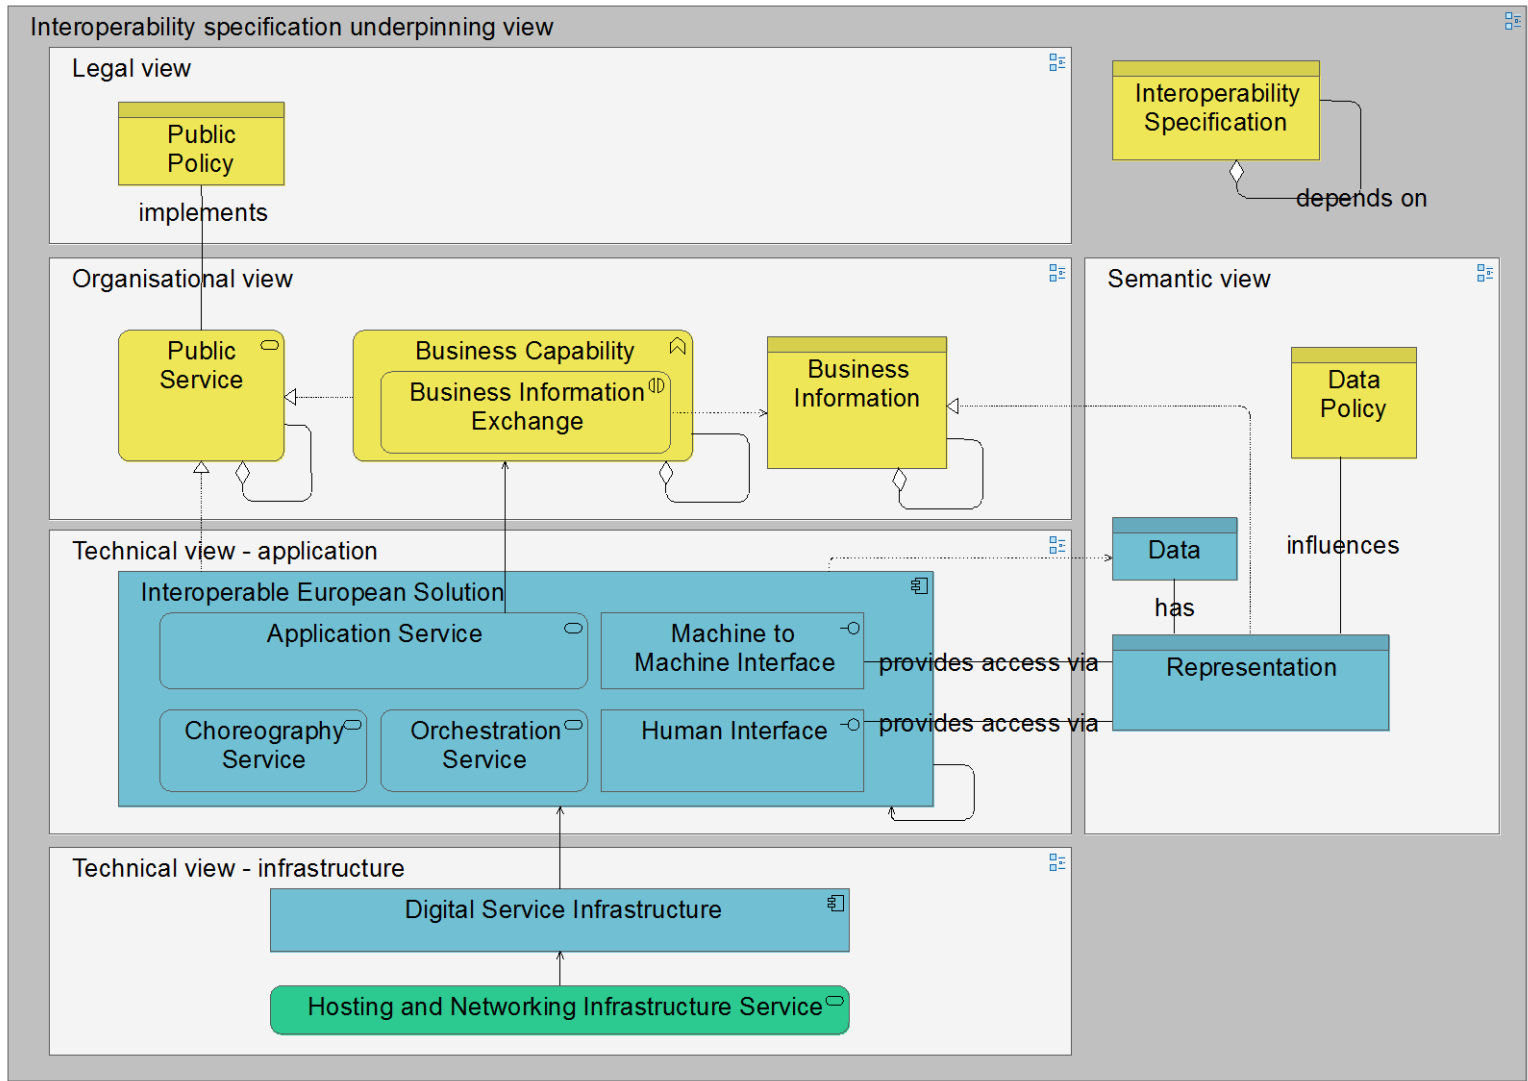 Interoperability specification underpinning view
Legal view
Public
Policy
implements
Interoperability
Specification
depends on
Organisational view
Public
Service
Business Capability
Business Information
Exchange
Business
Information
Semantic view
Data
Policy
influences
Data
has
Representation
Technical view - application
Interoperable European Solution
Application Service
Machine to
Machine Interface
provides access via
Choreography
Service
Orchestration
Service
Human Interface
provides access via
Technical view - infrastructure
Digital Service Infrastructure
Hosting and Networking Infrastructure Service